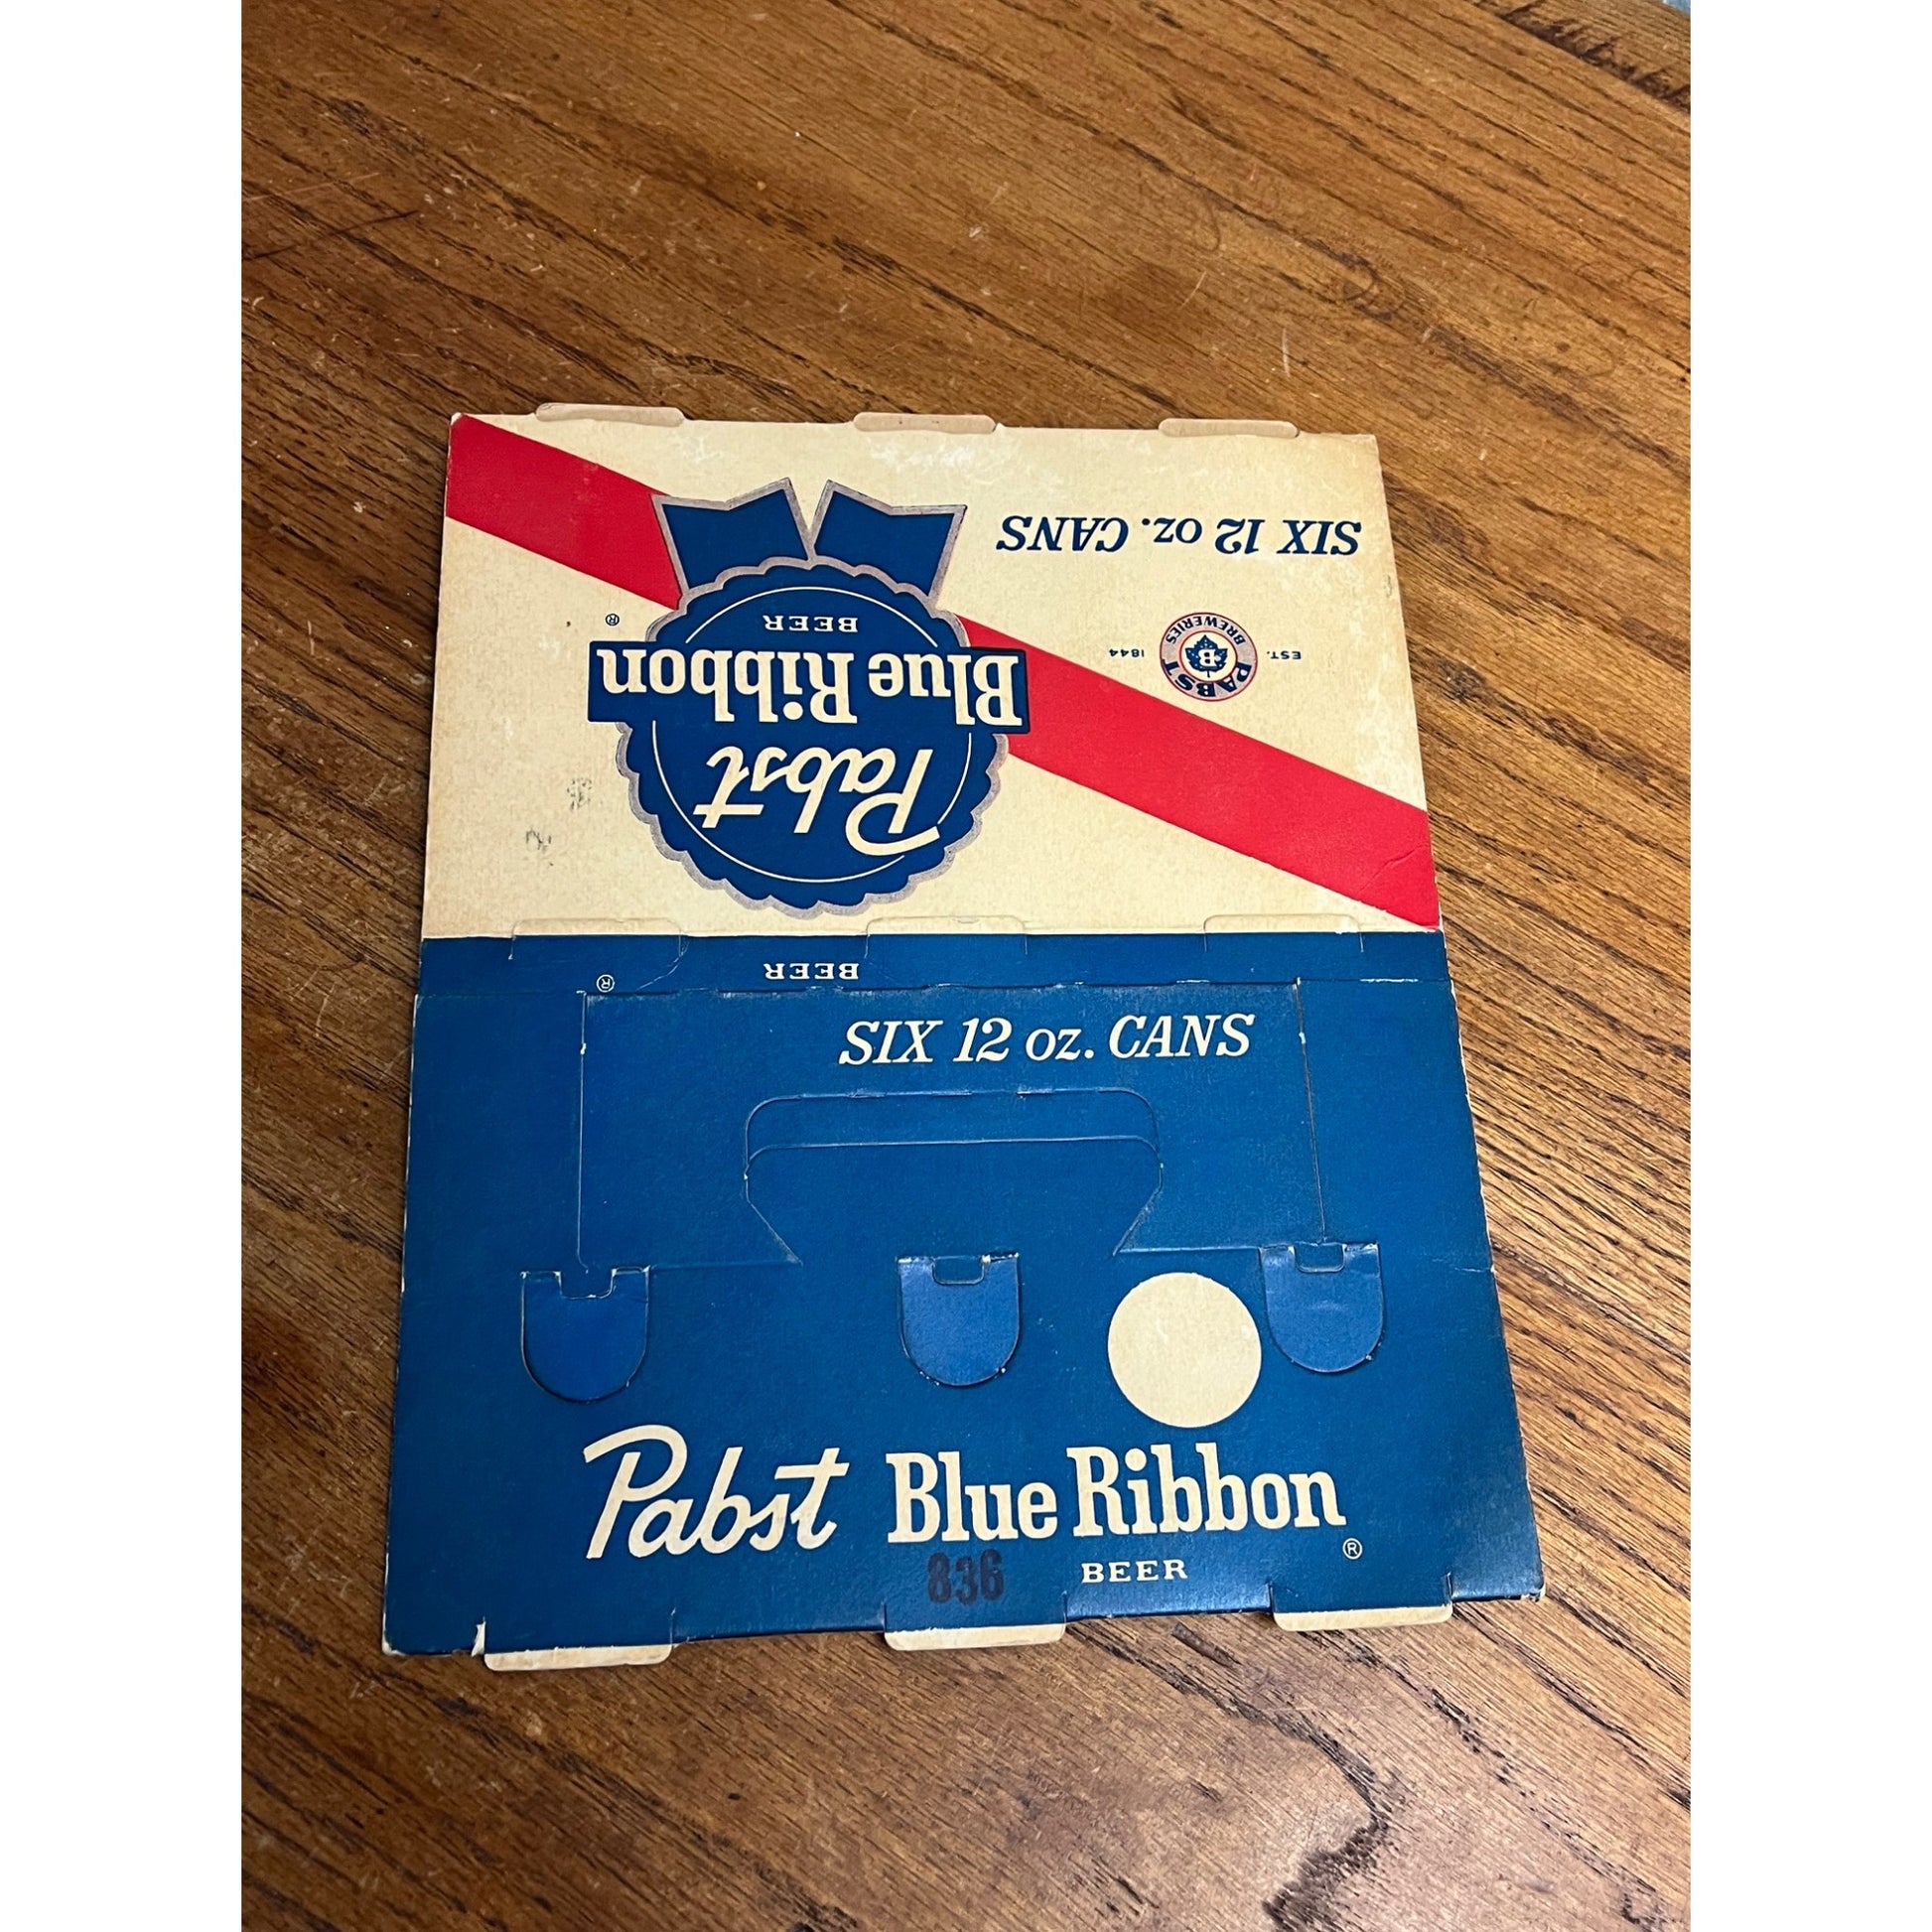 SIX 12 OZ. CANS
EST. 1844
PABST BREWERIES
B
Pabst
Blue Ribbon
BEER
®
BEER
®
SIX 12 OZ. CANS
Pabst Blue Ribbon
®
836
BEER